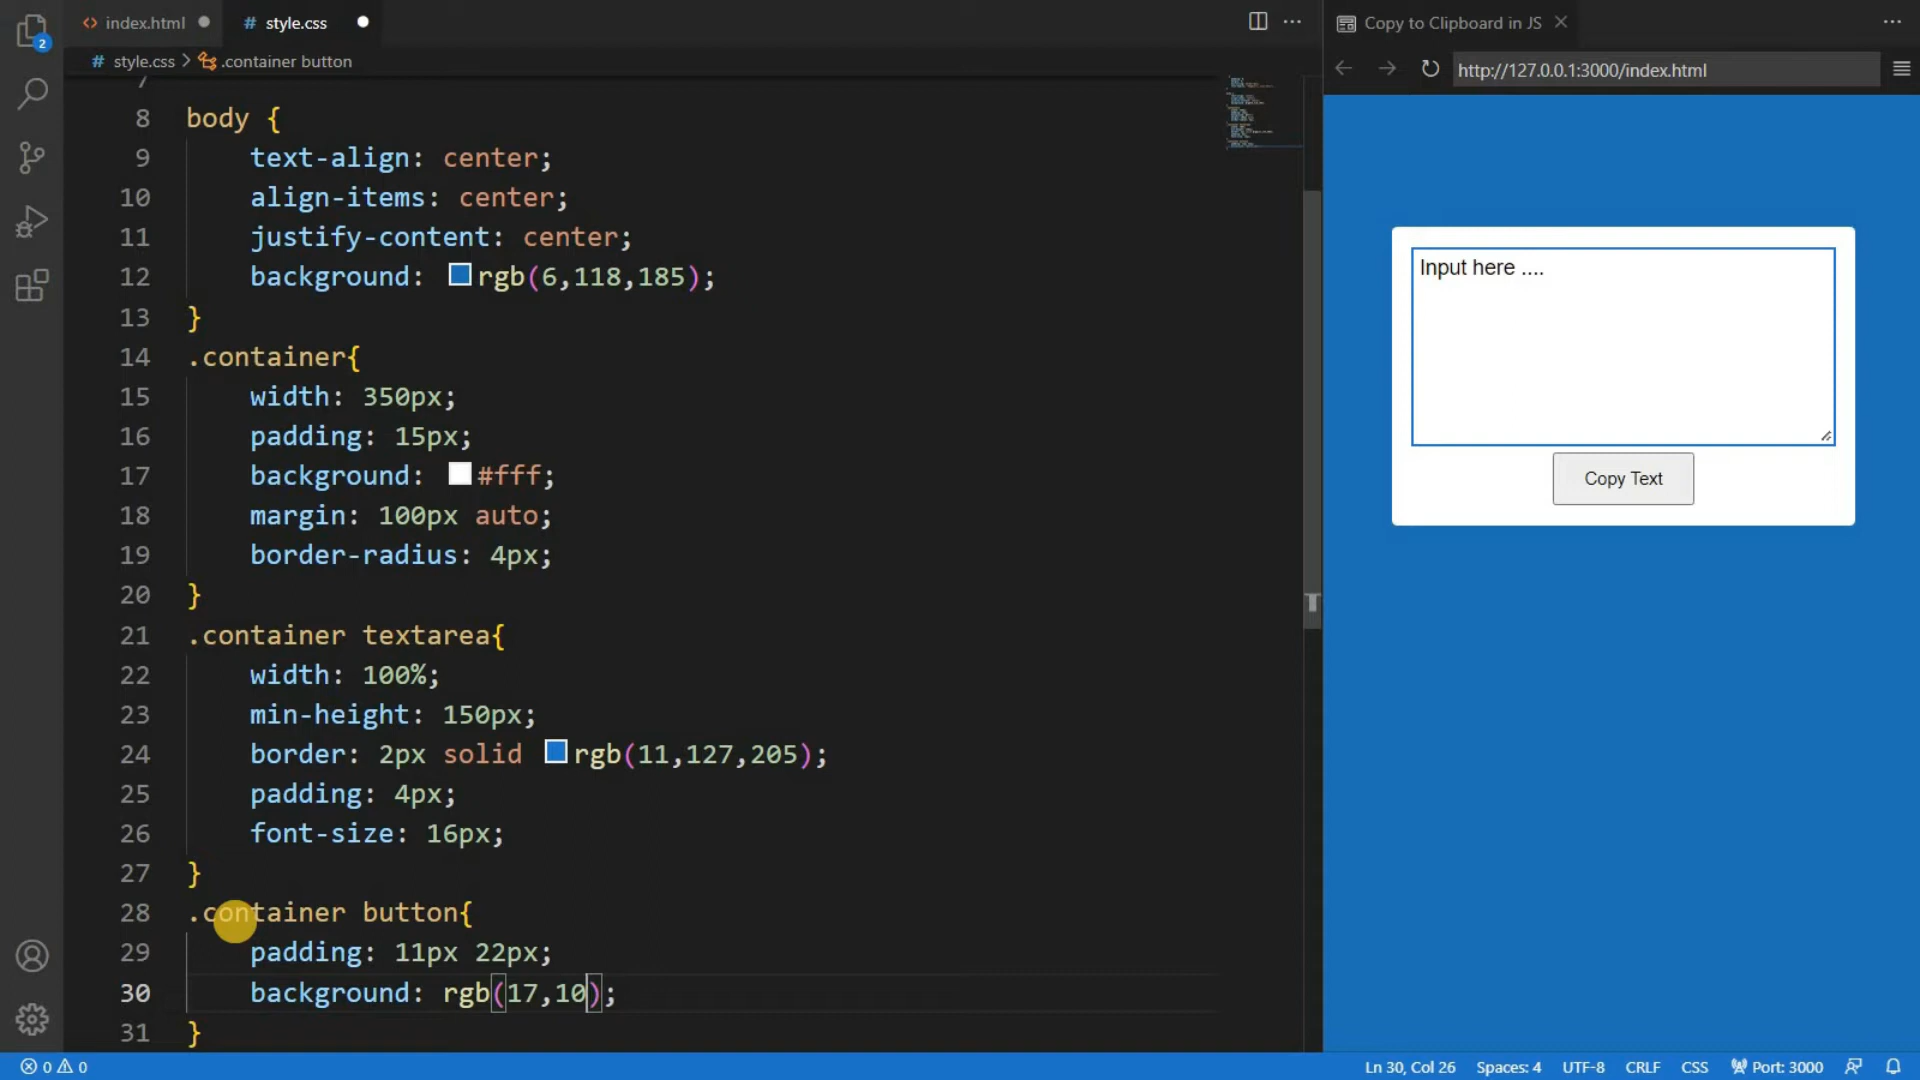 index.html
style.css
Copy to Clipboard in JS
2
style.css
.container button
http://127.0.0.1:3000/index.html
7
8 body {
9 text-align: center;
10 align-items: center;
11 justify-content: center;
12 background: rgb(6,118,185);
13 }
14 .container{
15 width: 350px;
16 padding: 15px;
17 background: #fff;
18 margin: 100px auto;
19 border-radius: 4px;
20 }
21 .container textarea{
22 width: 100%;
23 min-height: 150px;
24 border: 2px solid rgb(11,127,205);
25 padding: 4px;
26 font-size: 16px;
27 }
28 .container button{
29 padding: 11px 22px;
30 background: rgb(17,10);
31 }
Input here ....
Copy Text
0 0
Ln 30, Col 26 Spaces: 4 UTF-8 CRLF CSS Port: 3000